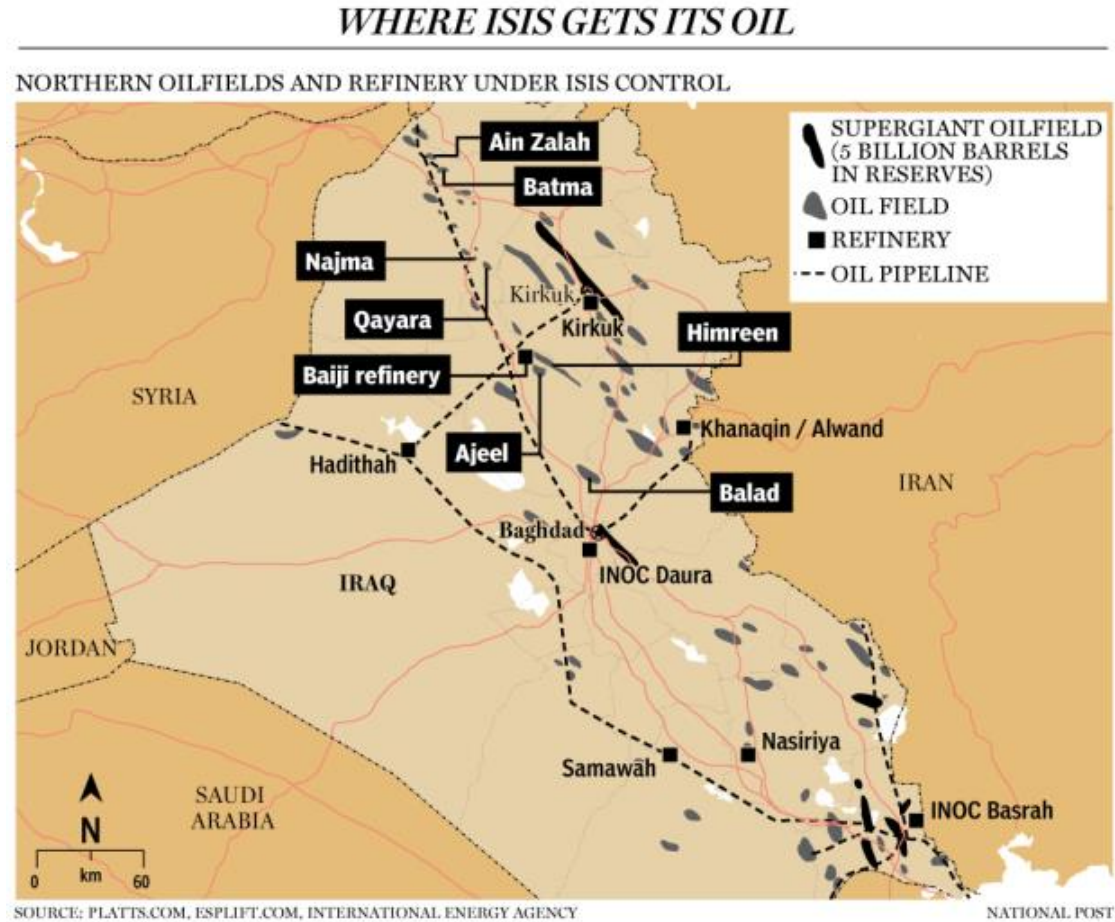 WHERE ISIS GETS ITS OIL
NORTHERN OILFIELDS AND REFINERY UNDER ISIS CONTROL
SUPERGIANT OILFIELD
(5 BILLION BARRELS
IN RESERVES)
OIL FIELD
REFINERY
OIL PIPELINE
Ain Zalah
Batma
Najma
Kirkuk
Qayara
Kirkuk
Himreen
Baiji refinery
SYRIA
Khanaqin / Alwand
Ajeel
Hadithah
IRAN
Balad
Baghdad
INOC Daura
IRAQ
JORDAN
Nasiriya
Samawāh
SAUDI
ARABIA
INOC Basrah
N
km
0 60
SOURCE: PLATTS.COM, ESPLIFT.COM, INTERNATIONAL ENERGY AGENCY
NATIONAL POST